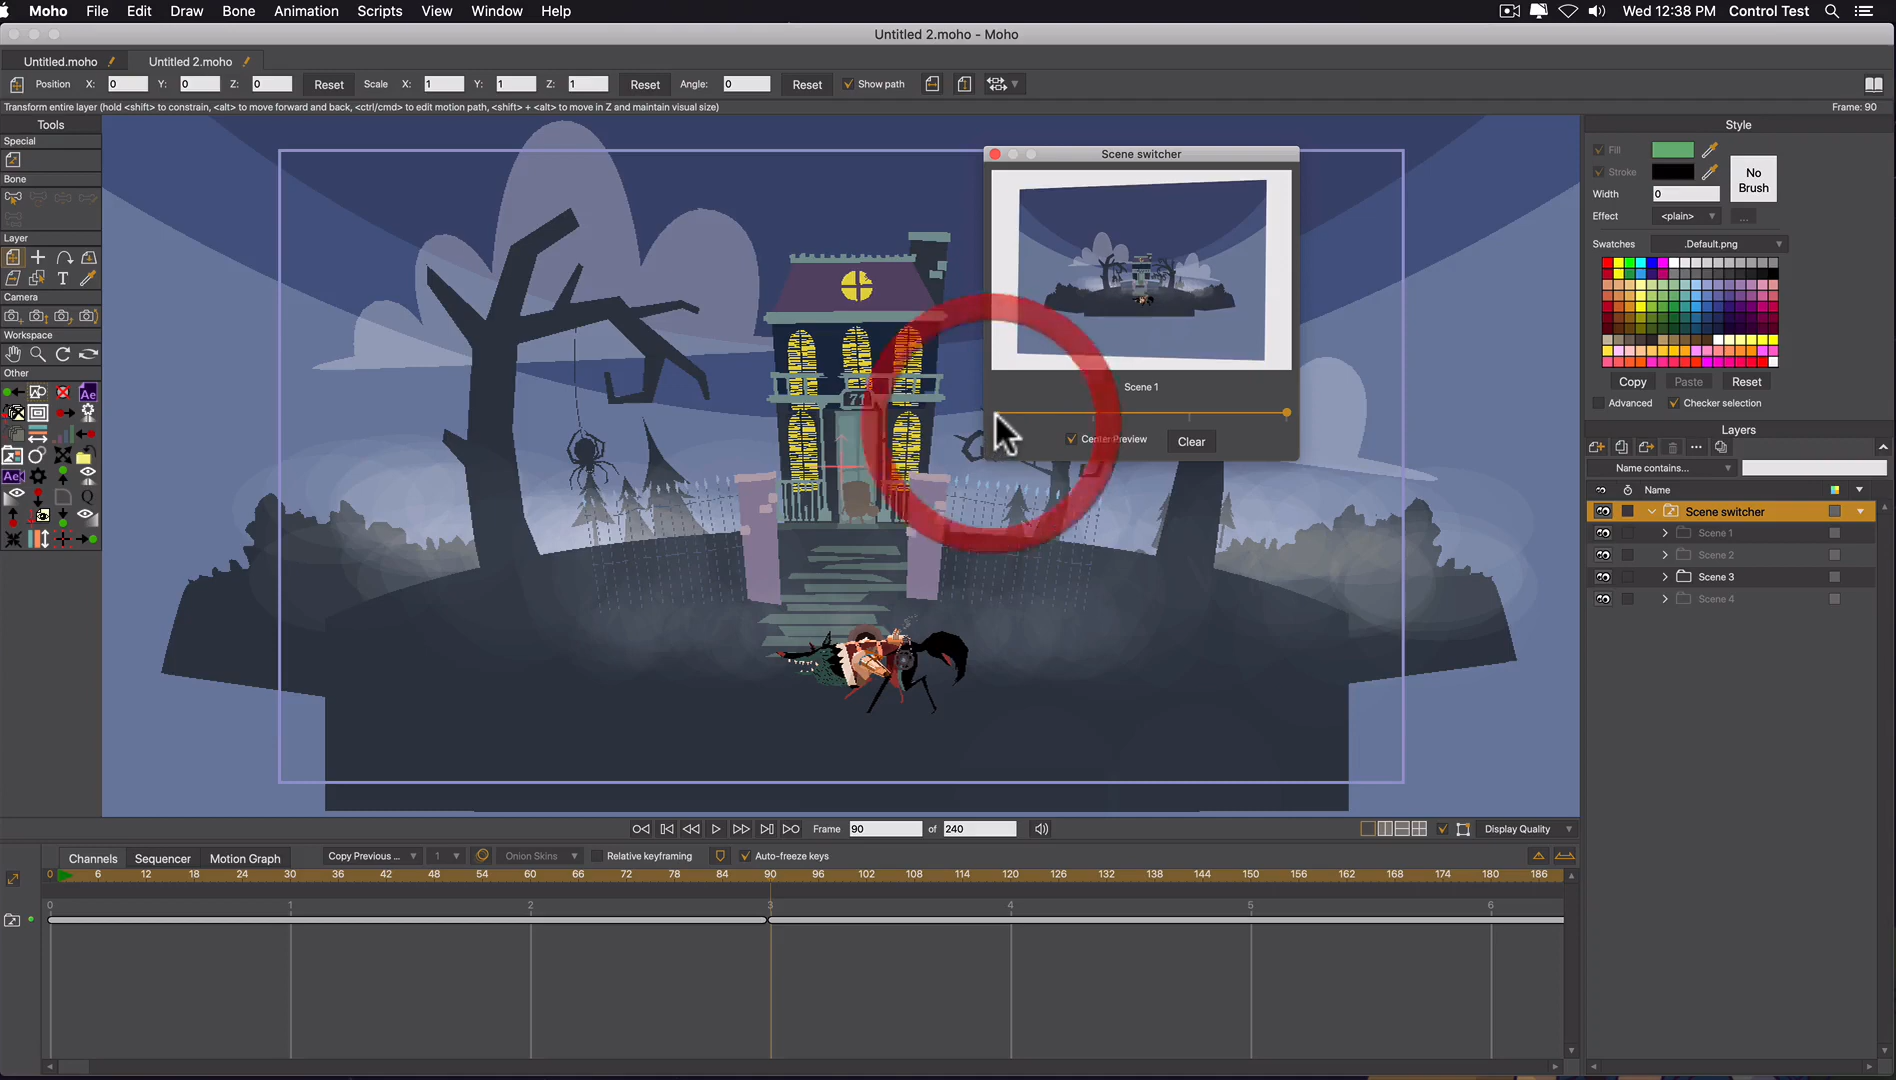 Moho File Edit Draw Bone Animation Scripts View Window Help Wed 12:38 PM Control Test
Untitled 2.moho - Moho
Untitled.moho Untitled 2.moho
Position X: 0 Y: 0 Z: 0 Reset Scale X: 1 Y: 1 Z: 1 Reset Angle: 0 Reset Show path
Transform entire layer (hold <shift> to constrain, <alt> to move forward and back, <ctrl/cmd> to edit motion path, <shift> + <alt> to move in Z and maintain visual size) Frame: 90
Tools
Special
Bone
Layer
T
Camera
Workspace
Other
Ae
Ae
Q
71
Scene switcher
Scene 1
Center Preview Clear
Style
Fill
Stroke
No Brush
Width 0
Effect <plain> ...
Swatches .Default.png
Copy Paste Reset
Advanced Checker selection
Layers
Name contains...
Name
Scene switcher
Scene 1
Scene 2
Scene 3
Scene 4
Frame 90 of 240 Display Quality
Channels Sequencer Motion Graph Copy Previous ... 1 Onion Skins Relative keyframing Auto-freeze keys
0 6 12 18 24 30 36 42 48 54 60 66 72 78 84 90 96 102 108 114 120 126 132 138 144 150 156 162 168 174 180 186
0 1 2 3 4 5 6